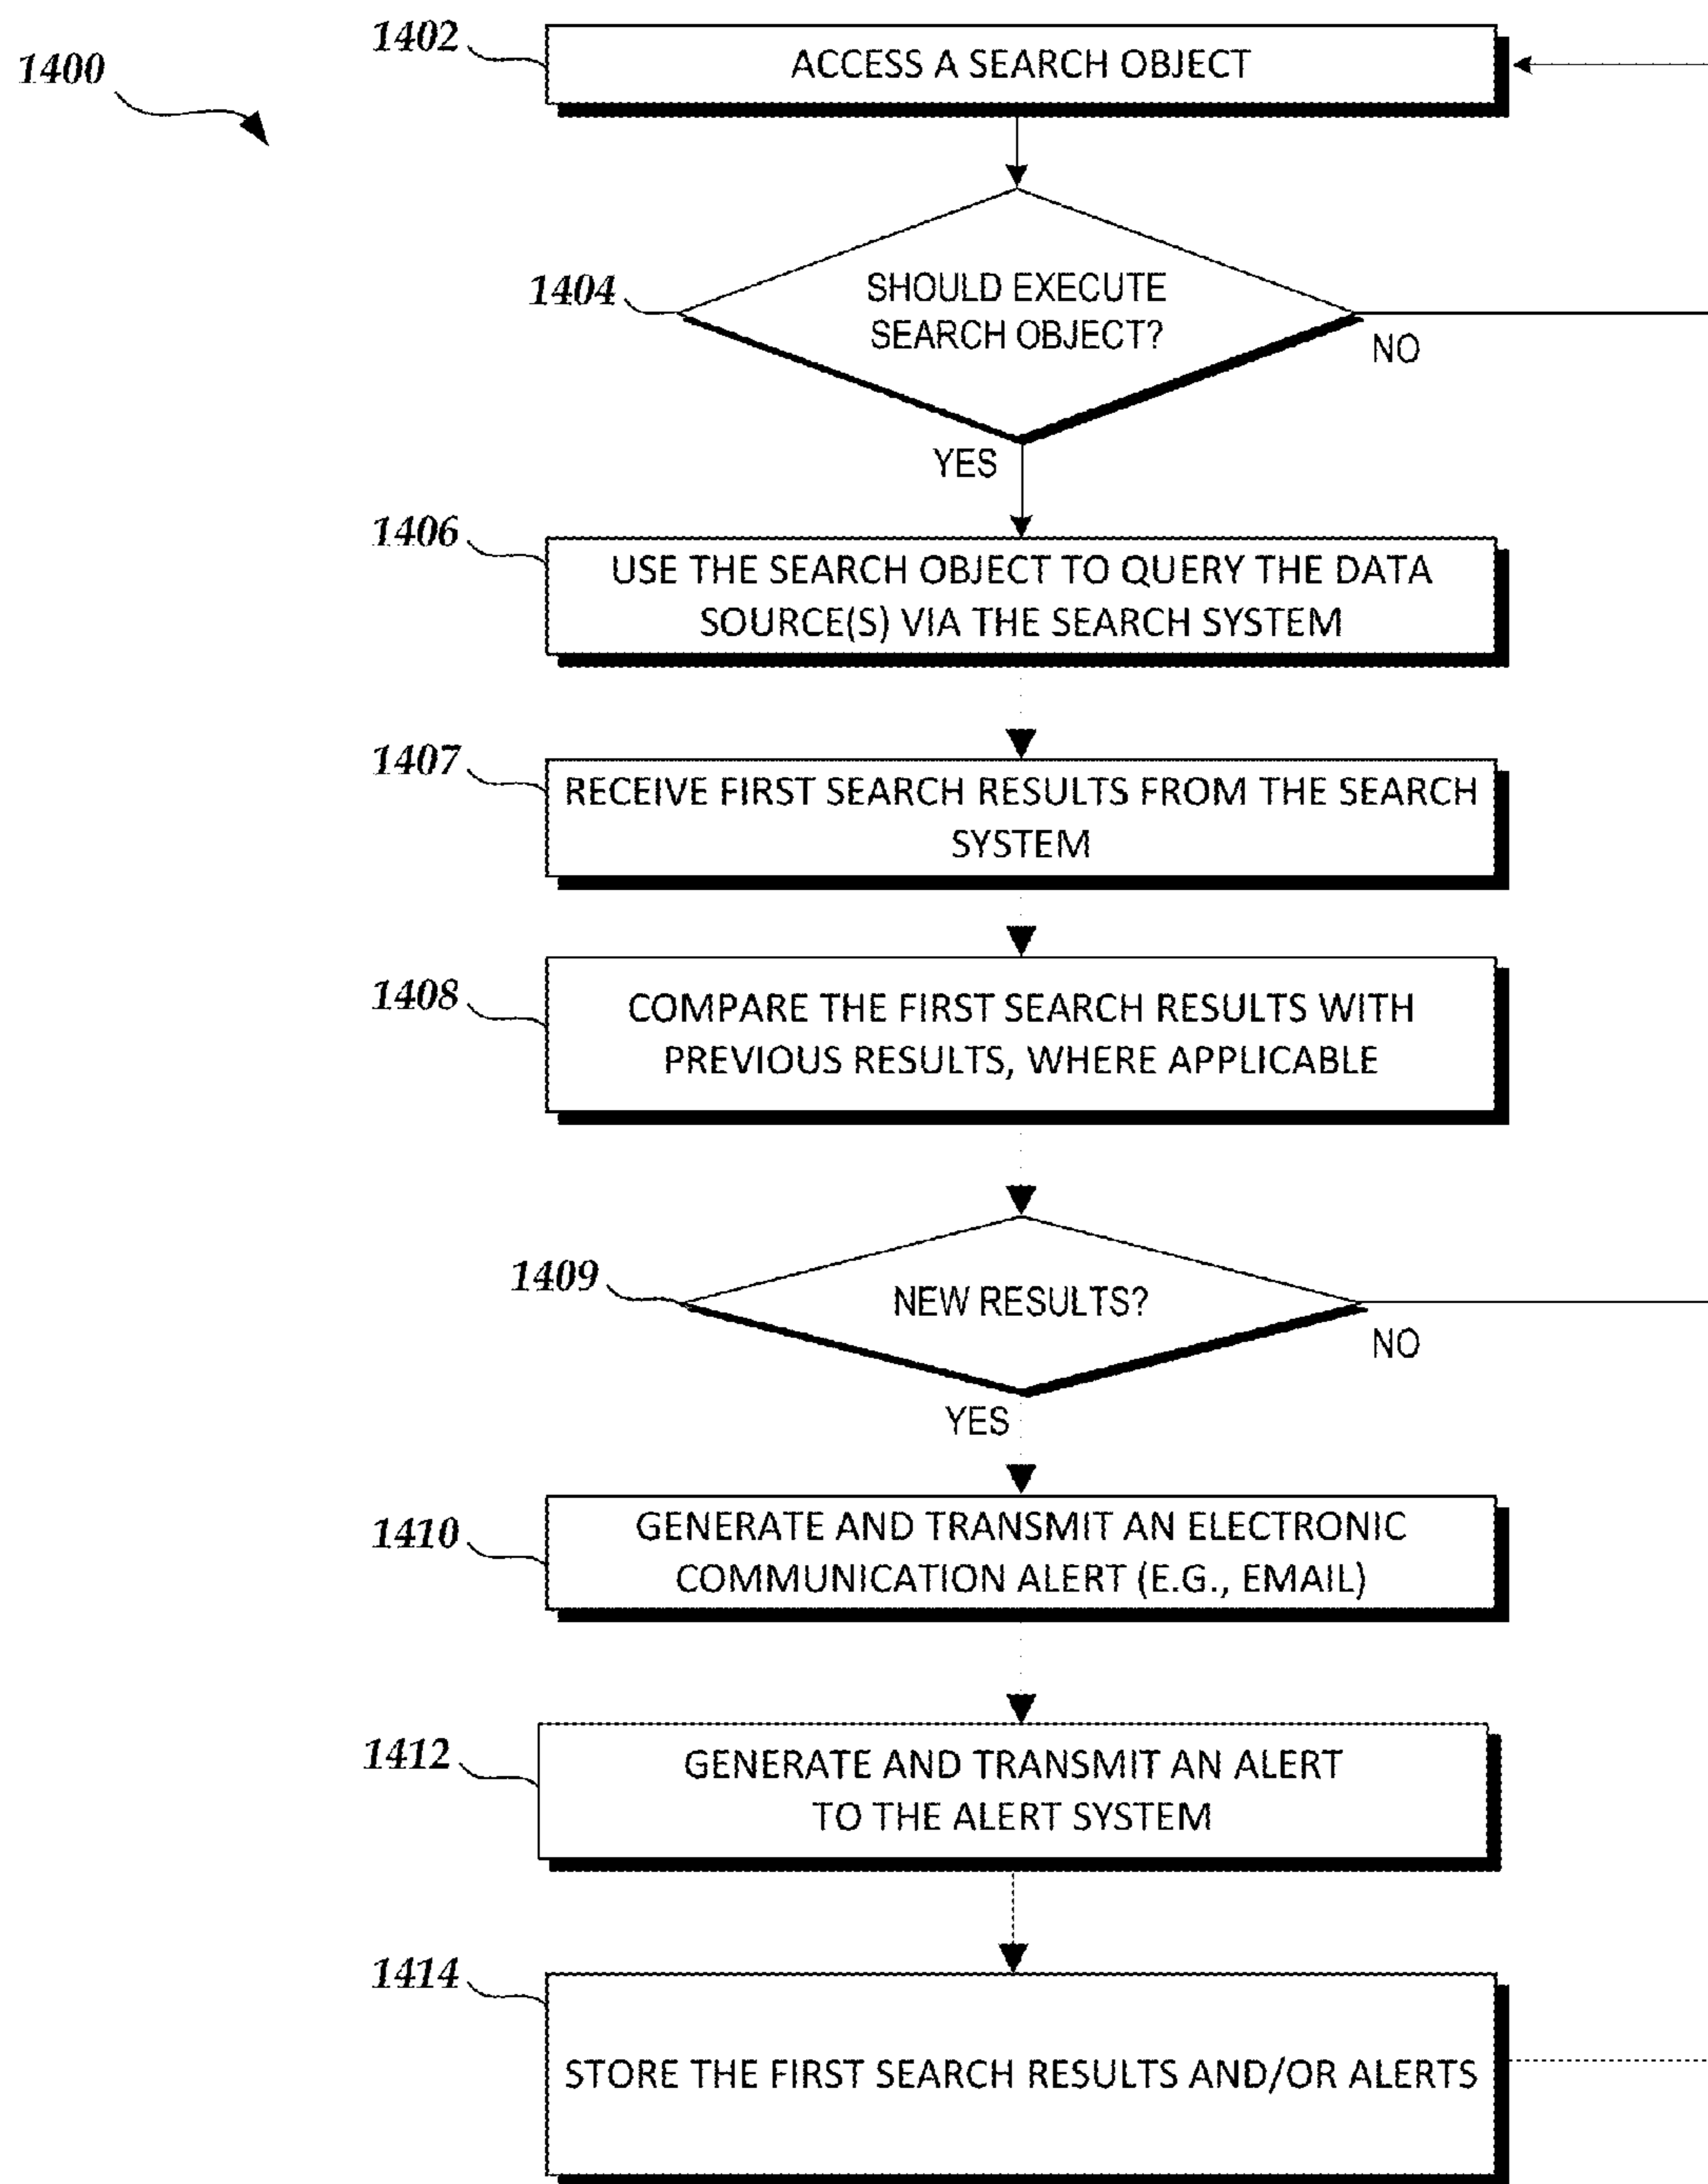 1400
1402
ACCESS A SEARCH OBJECT
1404
SHOULD EXECUTE
SEARCH OBJECT?
NO
YES
1406
USE THE SEARCH OBJECT TO QUERY THE DATA
SOURCE(S) VIA THE SEARCH SYSTEM
1407
RECEIVE FIRST SEARCH RESULTS FROM THE SEARCH
SYSTEM
1408
COMPARE THE FIRST SEARCH RESULTS WITH
PREVIOUS RESULTS, WHERE APPLICABLE
1409
NEW RESULTS?
NO
YES
1410
GENERATE AND TRANSMIT AN ELECTRONIC
COMMUNICATION ALERT (E.G., EMAIL)
1412
GENERATE AND TRANSMIT AN ALERT
TO THE ALERT SYSTEM
1414
STORE THE FIRST SEARCH RESULTS AND/OR ALERTS